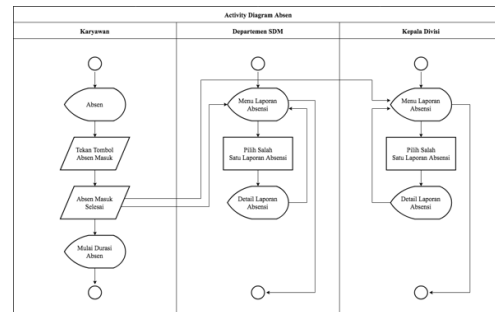 Activity Diagram Absen
Karyawan
Departemen SDM
Kepala Divisi
Absen
Tekan Tombol
Absen Masuk
Absen Masuk
Selesai
Mulai Durasi
Absen
Menu Laporan
Absensi
Pilih Salah
Satu Laporan Absensi
Detail Laporan
Absensi
Menu Laporan
Absensi
Pilih Salah
Satu Laporan Absensi
Detail Laporan
Absensi